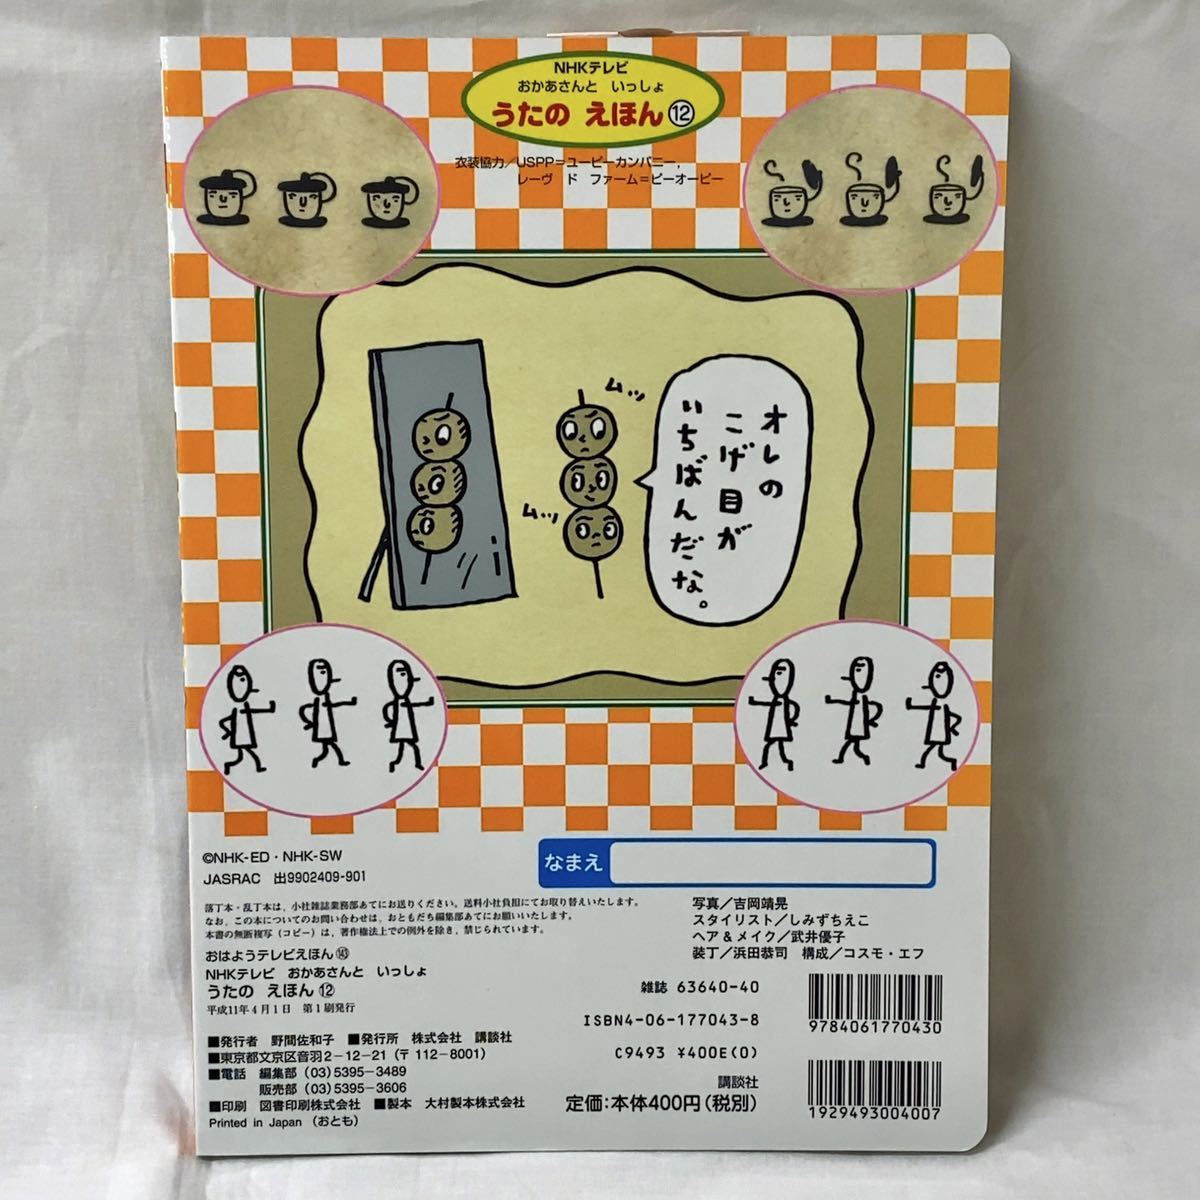 NHKテレビ
おかあさんと いっしょ
うたの えほん⑫
衣装協力／USPP＝ユーピーカンパニー,
レーヴ ド ファーム＝ピーオーピー
ムッ
ムッ
オレの
こげ目が
いちばんだな。
©NHK-ED・NHK-SW
JASRAC 出9902409-901
なまえ
落丁本・乱丁本は、小社雑誌業務部あてにお送りください。送料小社負担にてお取り替えいたします。
なお、この本についてのお問い合わせは、おともだち編集部あてにお願いいたします。
本書の無断複写（コピー）は、著作権法上での例外を除き、禁じられています。
おはようテレビえほん 143
NHKテレビ おかあさんと いっしょ
うたの えほん ⑫
平成11年4月1日 第1刷発行
■発行者 野間佐和子 ■発行所 株式会社 講談社
■東京都文京区音羽2−12−21（〒112−8001）
■電話 編集部 (03) 5395−3489
販売部 (03) 5395−3606
■印刷 図書印刷株式会社 ■製本 大村製本株式会社
Printed in Japan （おとも）
写真／吉岡靖晃
スタイリスト／しみずちえこ
ヘア＆メイク／武井優子
装丁／浜田恭司 構成／コスモ・エフ
雑誌 63640-40
ISBN4-06-177043-8
C9493 ¥400E(0)
講談社
定価：本体400円（税別）
9784061770430
1929493004007